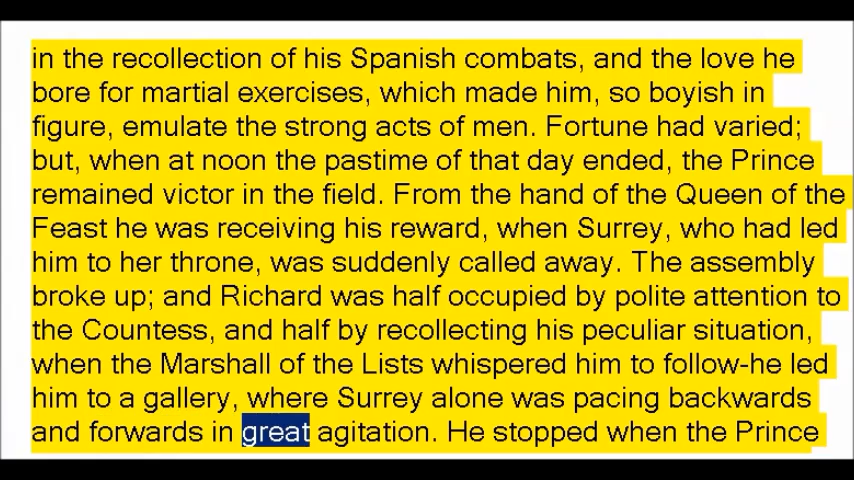 in the recollection of his Spanish combats, and the love he
bore for martial exercises, which made him, so boyish in
figure, emulate the strong acts of men. Fortune had varied;
but, when at noon the pastime of that day ended, the Prince
remained victor in the field. From the hand of the Queen of the
Feast he was receiving his reward, when Surrey, who had led
him to her throne, was suddenly called away. The assembly
broke up; and Richard was half occupied by polite attention to
the Countess, and half by recollecting his peculiar situation,
when the Marshall of the Lists whispered him to follow-he led
him to a gallery, where Surrey alone was pacing backwards
and forwards in great agitation. He stopped when the Prince